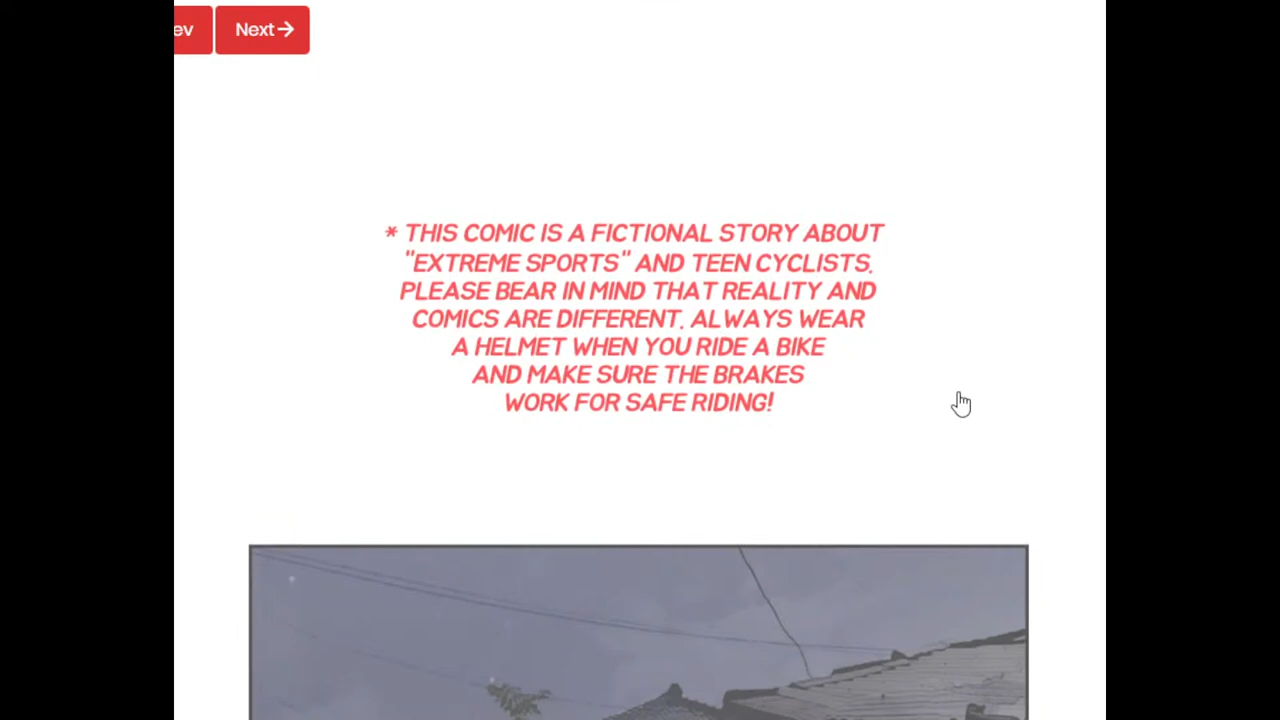 ev
Next→
* THIS COMIC IS A FICTIONAL STORY ABOUT
"EXTREME SPORTS" AND TEEN CYCLISTS.
PLEASE BEAR IN MIND THAT REALITY AND
COMICS ARE DIFFERENT. ALWAYS WEAR
A HELMET WHEN YOU RIDE A BIKE
AND MAKE SURE THE BRAKES
WORK FOR SAFE RIDING!